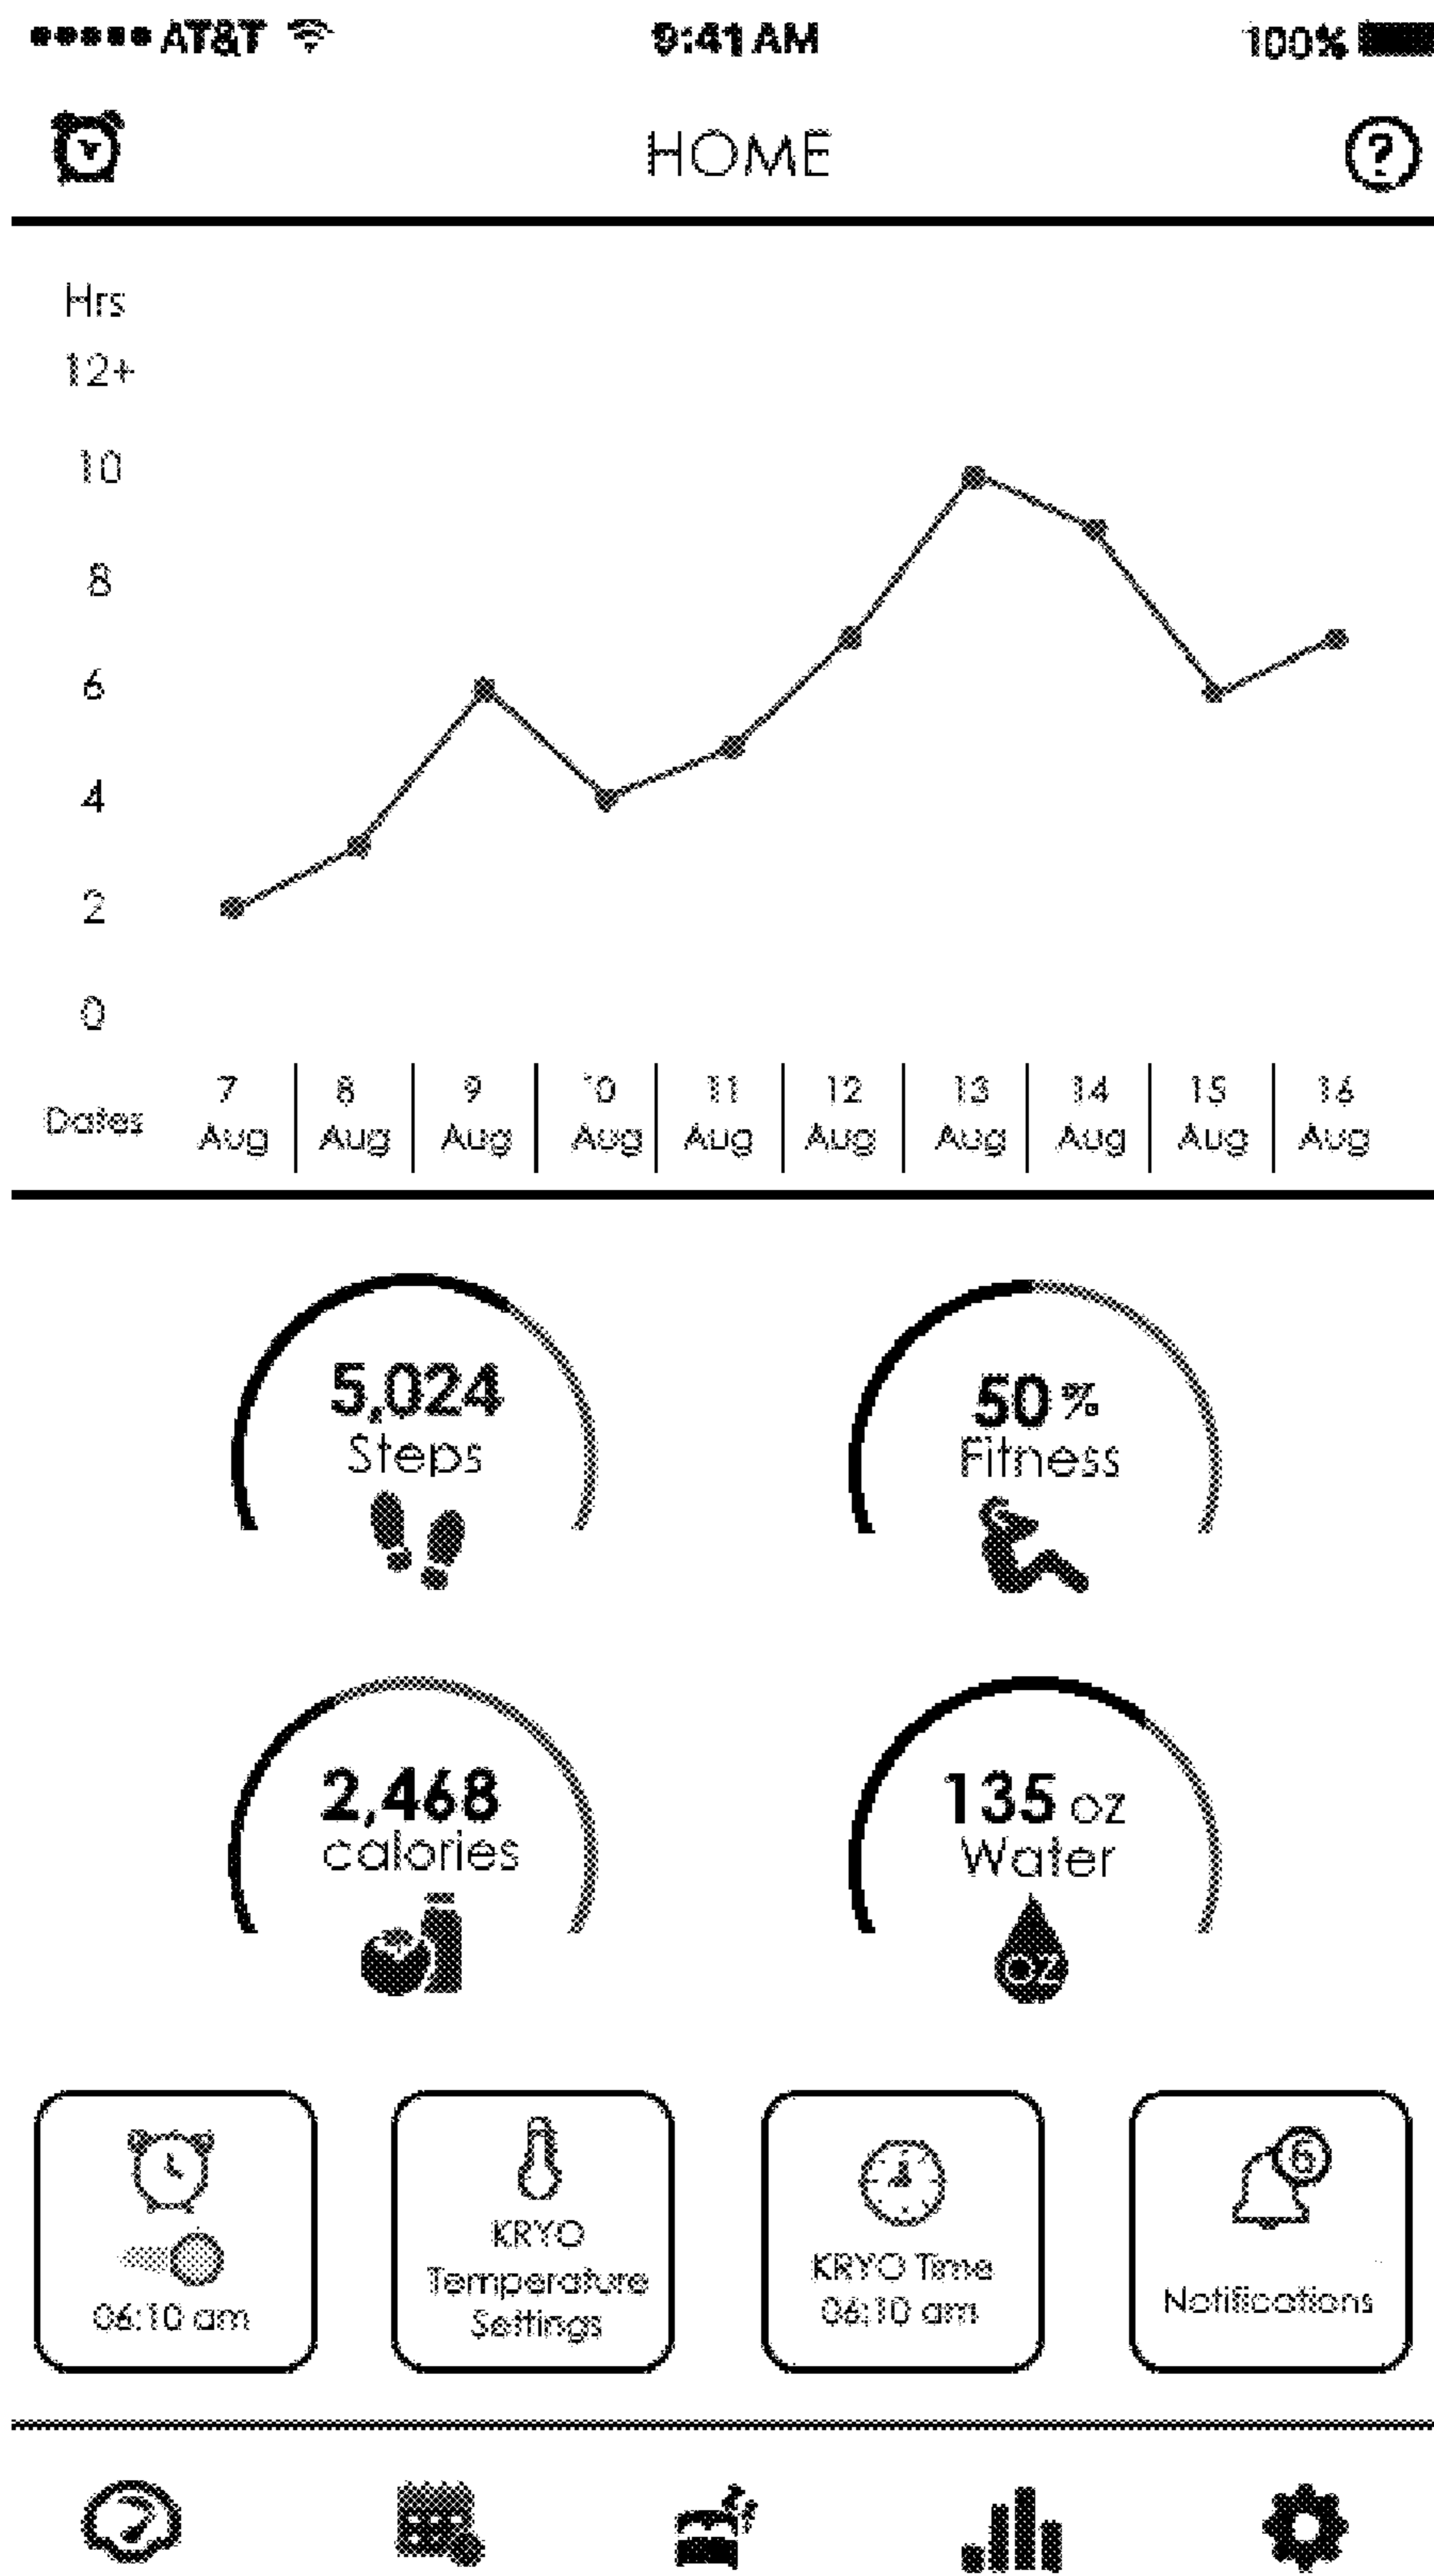 AT&T 9:41 AM 100%
HOME
?
Hrs
12+
10
8
6
4
2
0
Dates
7 Aug
8 Aug
9 Aug
10 Aug
11 Aug
12 Aug
13 Aug
14 Aug
15 Aug
16 Aug
5,024
Steps
50 %
Fitness
2,468
calories
135 oz
Water
oz
06:10 am
KRYO
Temperature
Settings
KRYO Time
06:10 am
6
Notifications